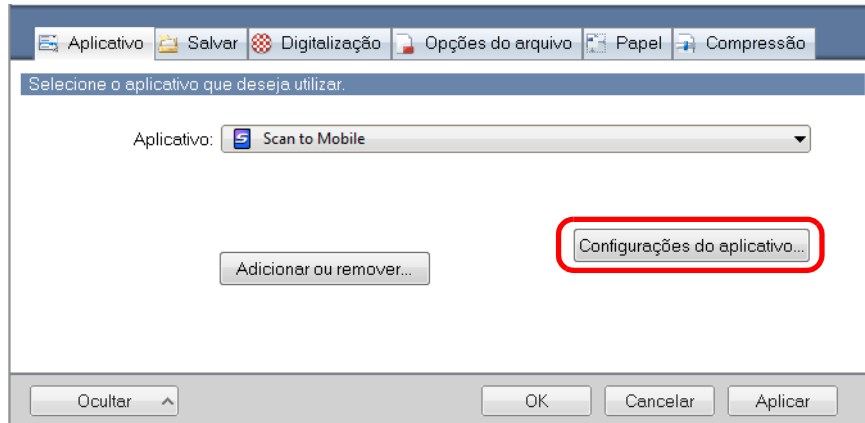 Aplicativo Salvar Digitalização Opções do arquivo Papel Compressão
Selecione o aplicativo que deseja utilizar.
Aplicativo: Scan to Mobile
Configurações do aplicativo...
Adicionar ou remover...
Ocultar OK Cancelar Aplicar